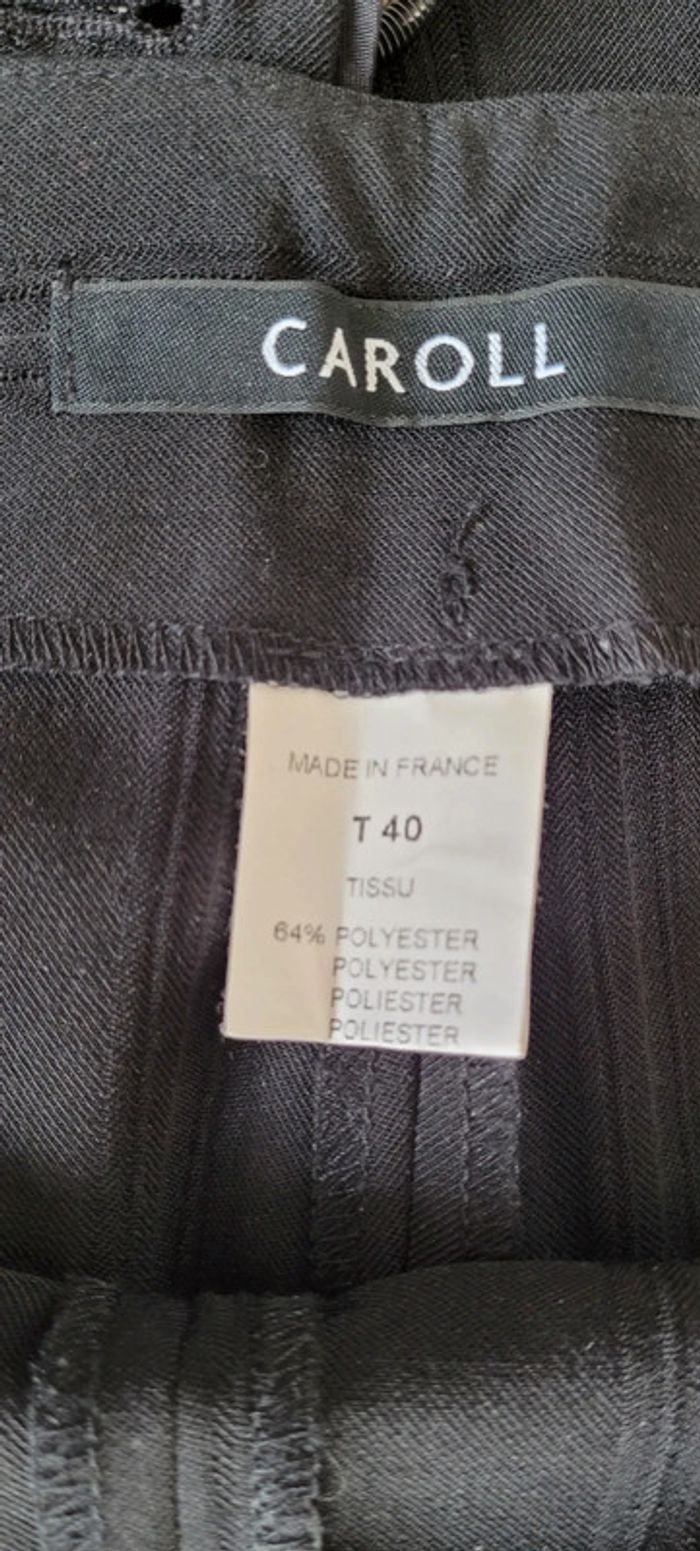 CAROLL
MADE IN FRANCE
T 40
TISSU
64% POLYESTER
POLYESTER
POLIESTER
POLIESTER